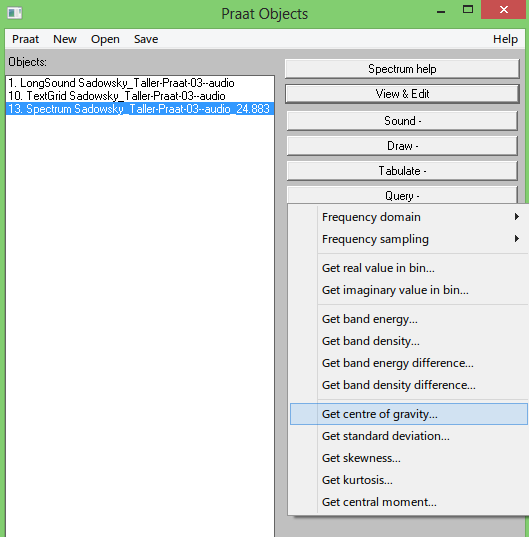 Praat Objects
Praat New Open Save Help
Objects:
1. LongSound Sadowsky_Taller-Praat-03--audio
10. TextGrid Sadowsky_Taller-Praat-03--audio
13. Spectrum Sadowsky_Taller-Praat-03--audio_24.883
Spectrum help
View & Edit
Sound -
Draw -
Tabulate -
Query -
Frequency domain
Frequency sampling
Get real value in bin...
Get imaginary value in bin...
Get band energy...
Get band density...
Get band energy difference...
Get band density difference...
Get centre of gravity...
Get standard deviation...
Get skewness...
Get kurtosis...
Get central moment...